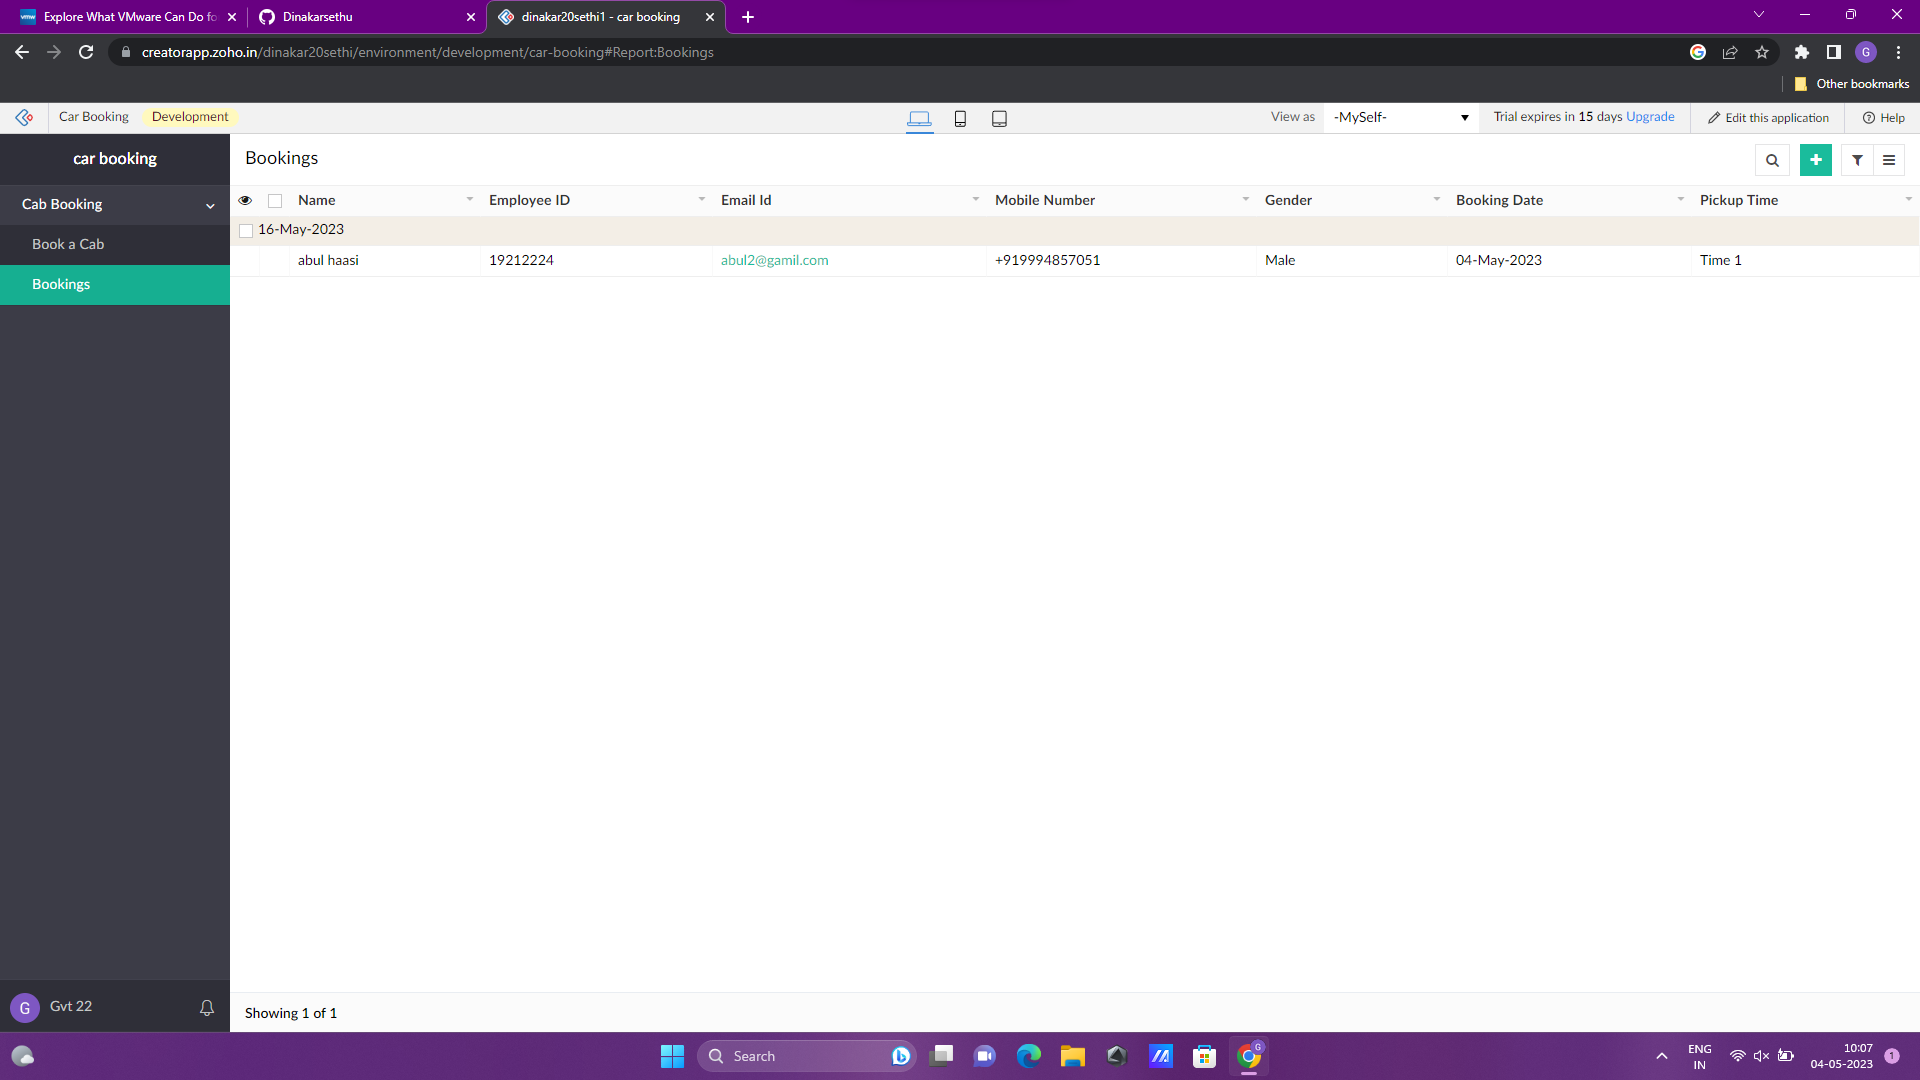 Explore What VMware Can Do fo
Dinakarsethu
dinakar20sethi1 - car booking
creatorapp.zoho.in/dinakar20sethi/environment/development/car-booking#Report:Bookings
G
Other bookmarks
Car Booking Development
View as -MySelf-
Trial expires in 15 days Upgrade
Edit this application
Help
car booking
Cab Booking
Book a Cab
Bookings
Bookings
Name Employee ID Email Id Mobile Number Gender Booking Date Pickup Time
16-May-2023
abul haasi 19212224 abul2@gamil.com +919994857051 Male 04-May-2023 Time 1
G Gvt 22
Showing 1 of 1
Search
G
ENG
IN
10:07
04-05-2023
1